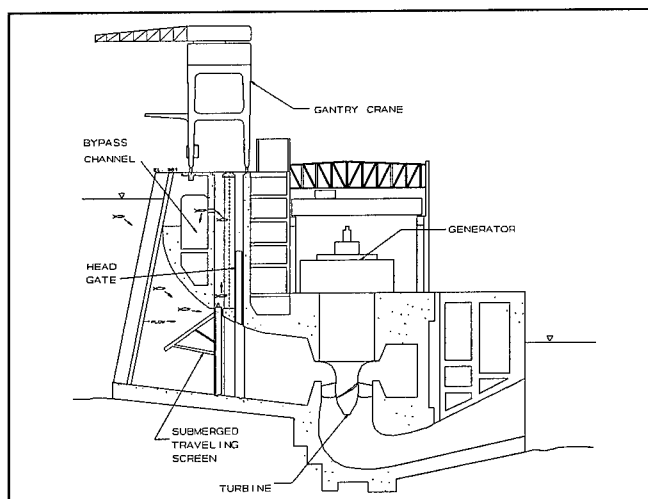 GANTRY CRANE
BYPASS
CHANNEL
GENERATOR
HEAD
GATE
FLOW
SUBMERGED
TRAVELING
SCREEN
TURBINE